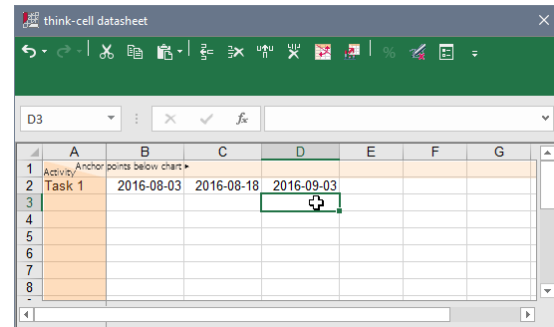 think-cell datasheet
%
D3
fx
A B C D E F G
1 Activity Anchor points below chart ▸
2 Task 1 2016-08-03 2016-08-18 2016-09-03
3
4
5
6
7
8